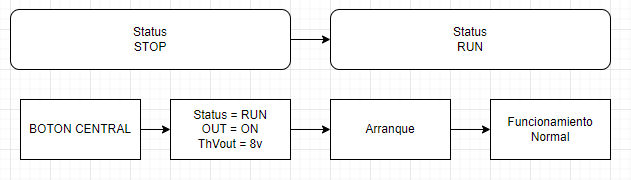 Status
STOP
Status
RUN
BOTON CENTRAL
Status = RUN
OUT = ON
ThVout = 8v
Arranque
Funcionamiento
Normal